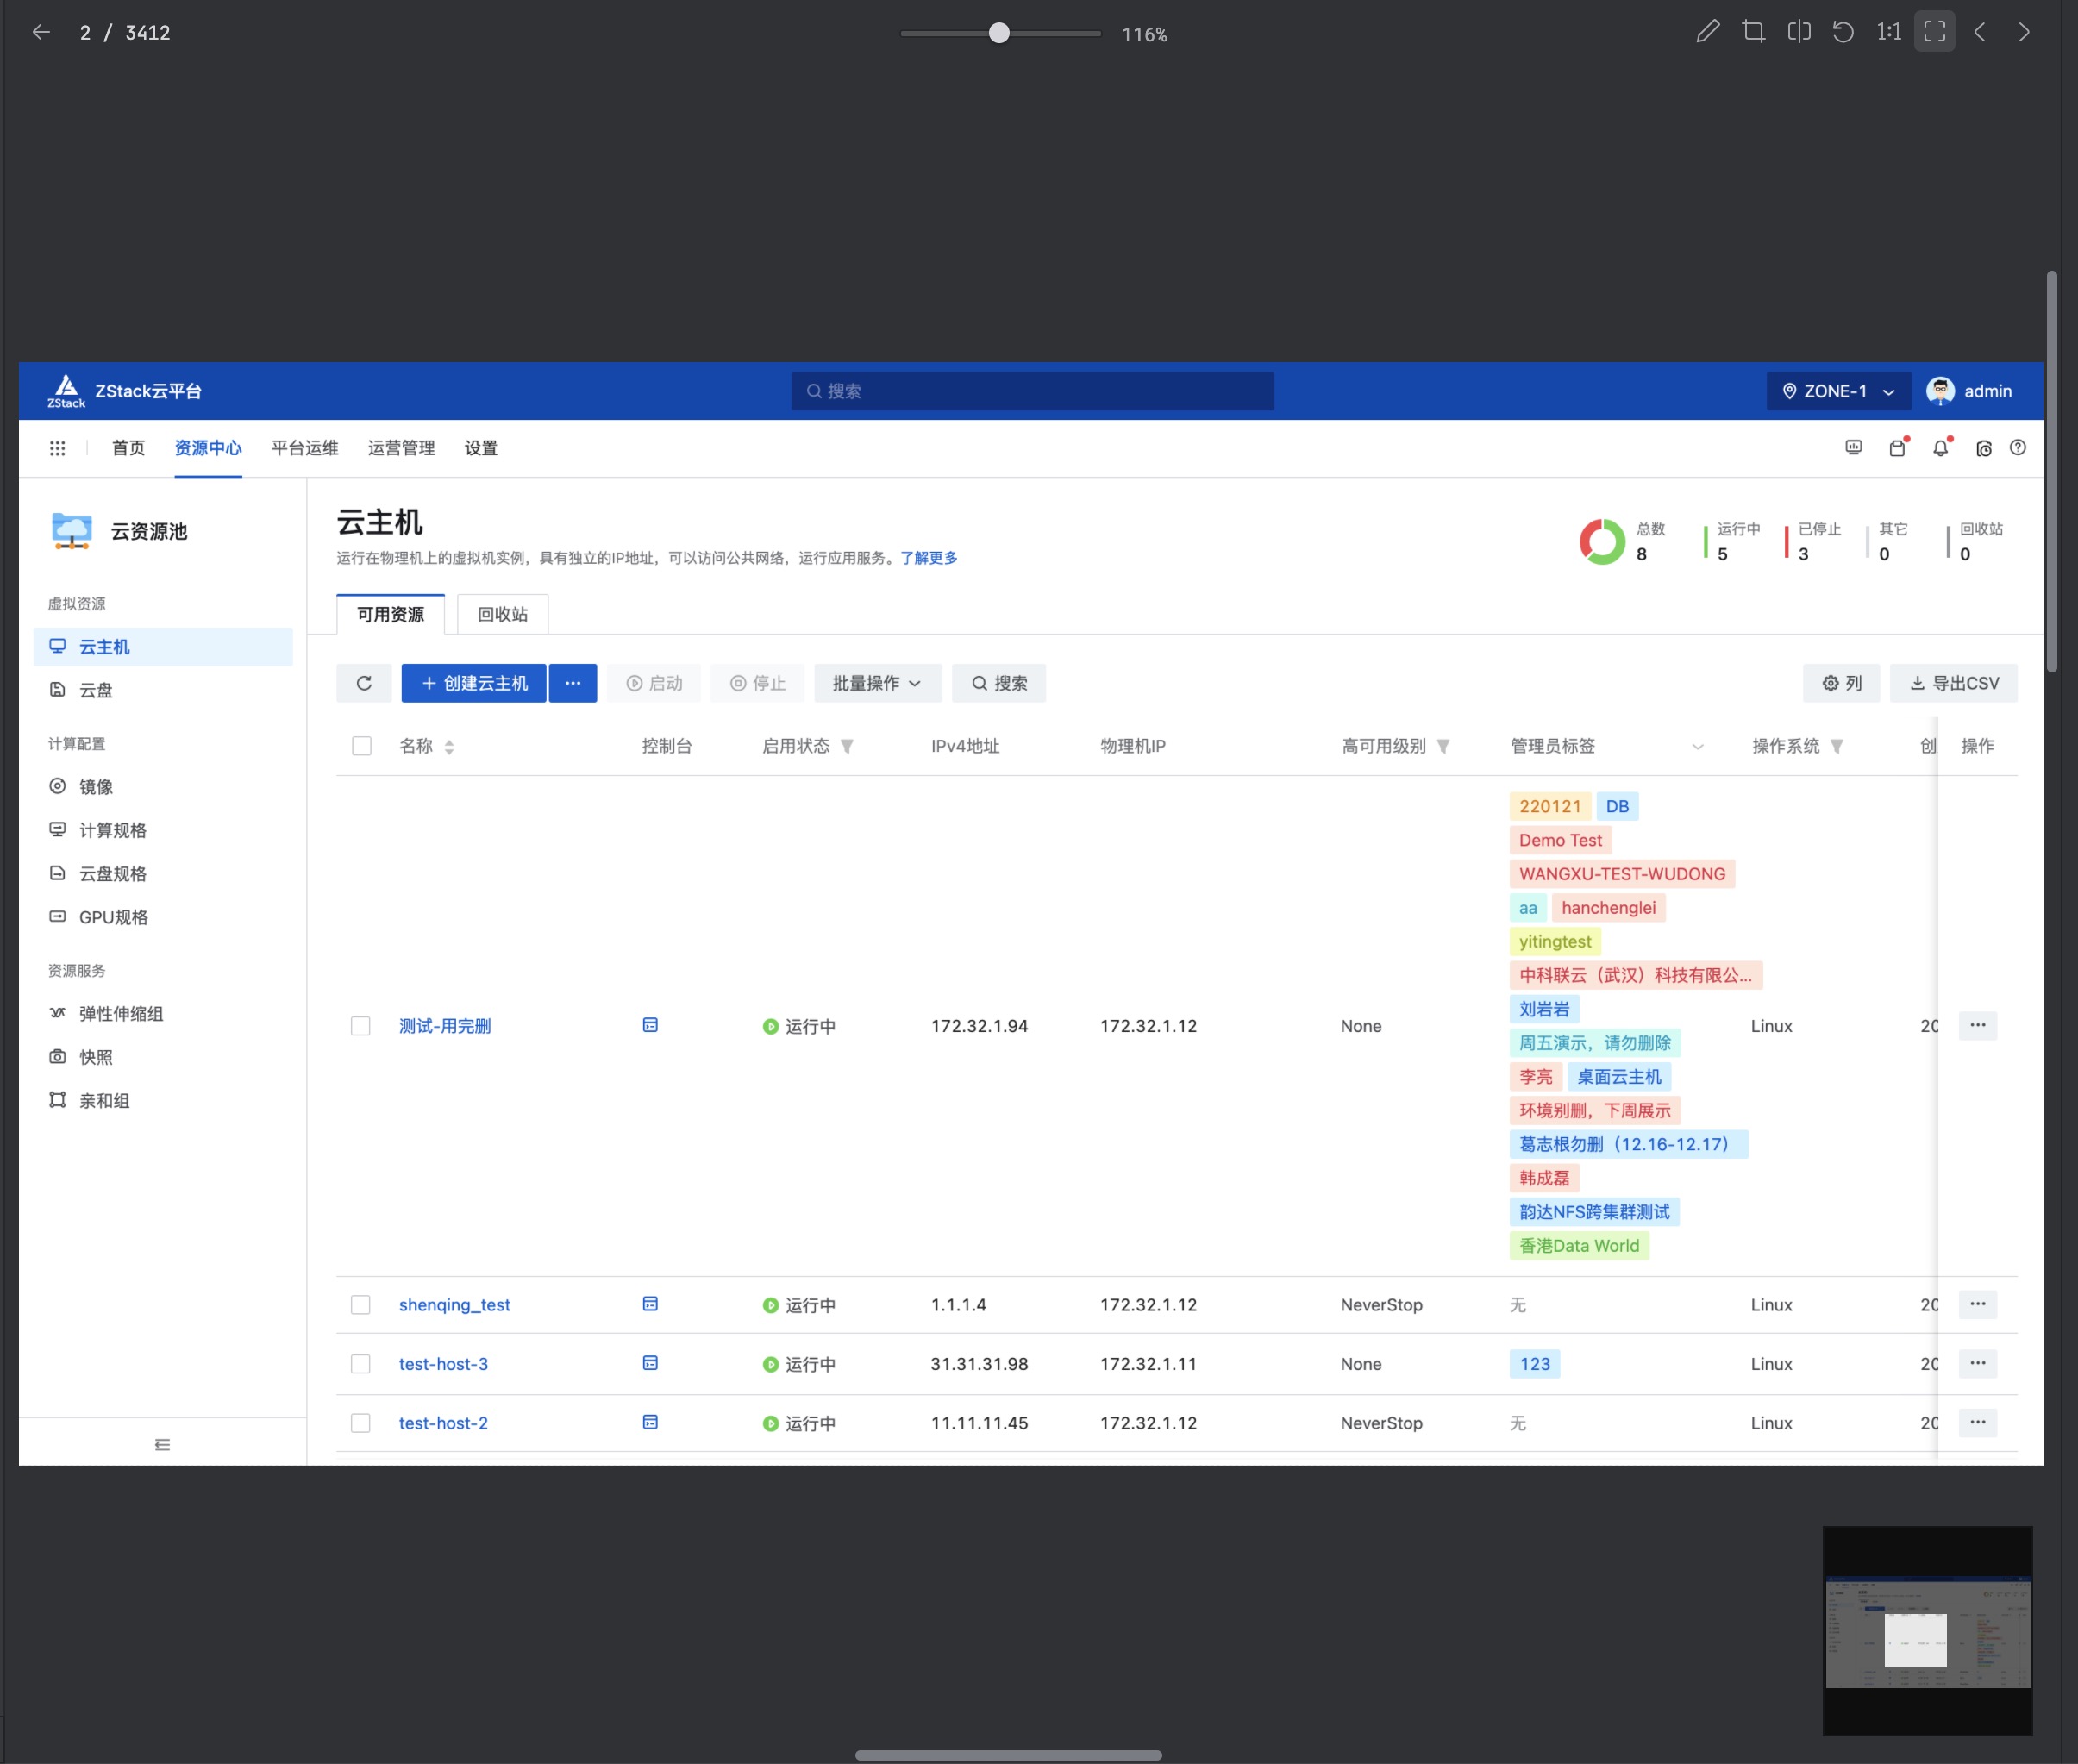 2 / 3412
116%
1:1
ZStack
ZStack云平台
搜索
ZONE-1
admin
首页
资源中心
平台运维
运营管理
设置
云资源池
虚拟资源
云主机
云盘
计算配置
镜像
计算规格
云盘规格
GPU规格
资源服务
弹性伸缩组
快照
亲和组
云主机
运行在物理机上的虚拟机实例，具有独立的IP地址，可以访问公共网络，运行应用服务。了解更多
总数 8
运行中 5
已停止 3
其它 0
回收站 0
可用资源
回收站
创建云主机
启动
停止
批量操作
搜索
列
导出CSV
名称 控制台 启用状态 IPv4地址 物理机IP 高可用级别 管理员标签 操作系统 创 操作
220121 DB
Demo Test
WANGXU-TEST-WUDONG
aa hanchenglei
yitingtest
中科联云（武汉）科技有限公...
刘岩岩
测试-用完删 运行中 172.32.1.94 172.32.1.12 None Linux 20
周五演示，请勿删除
李亮 桌面云主机
环境别删，下周展示
葛志根勿删（12.16-12.17）
韩成磊
韵达NFS跨集群测试
香港Data World
shenqing_test 运行中 1.1.1.4 172.32.1.12 NeverStop 无 Linux 20
test-host-3 运行中 31.31.31.98 172.32.1.11 None 123 Linux 20
test-host-2 运行中 11.11.11.45 172.32.1.12 NeverStop 无 Linux 20